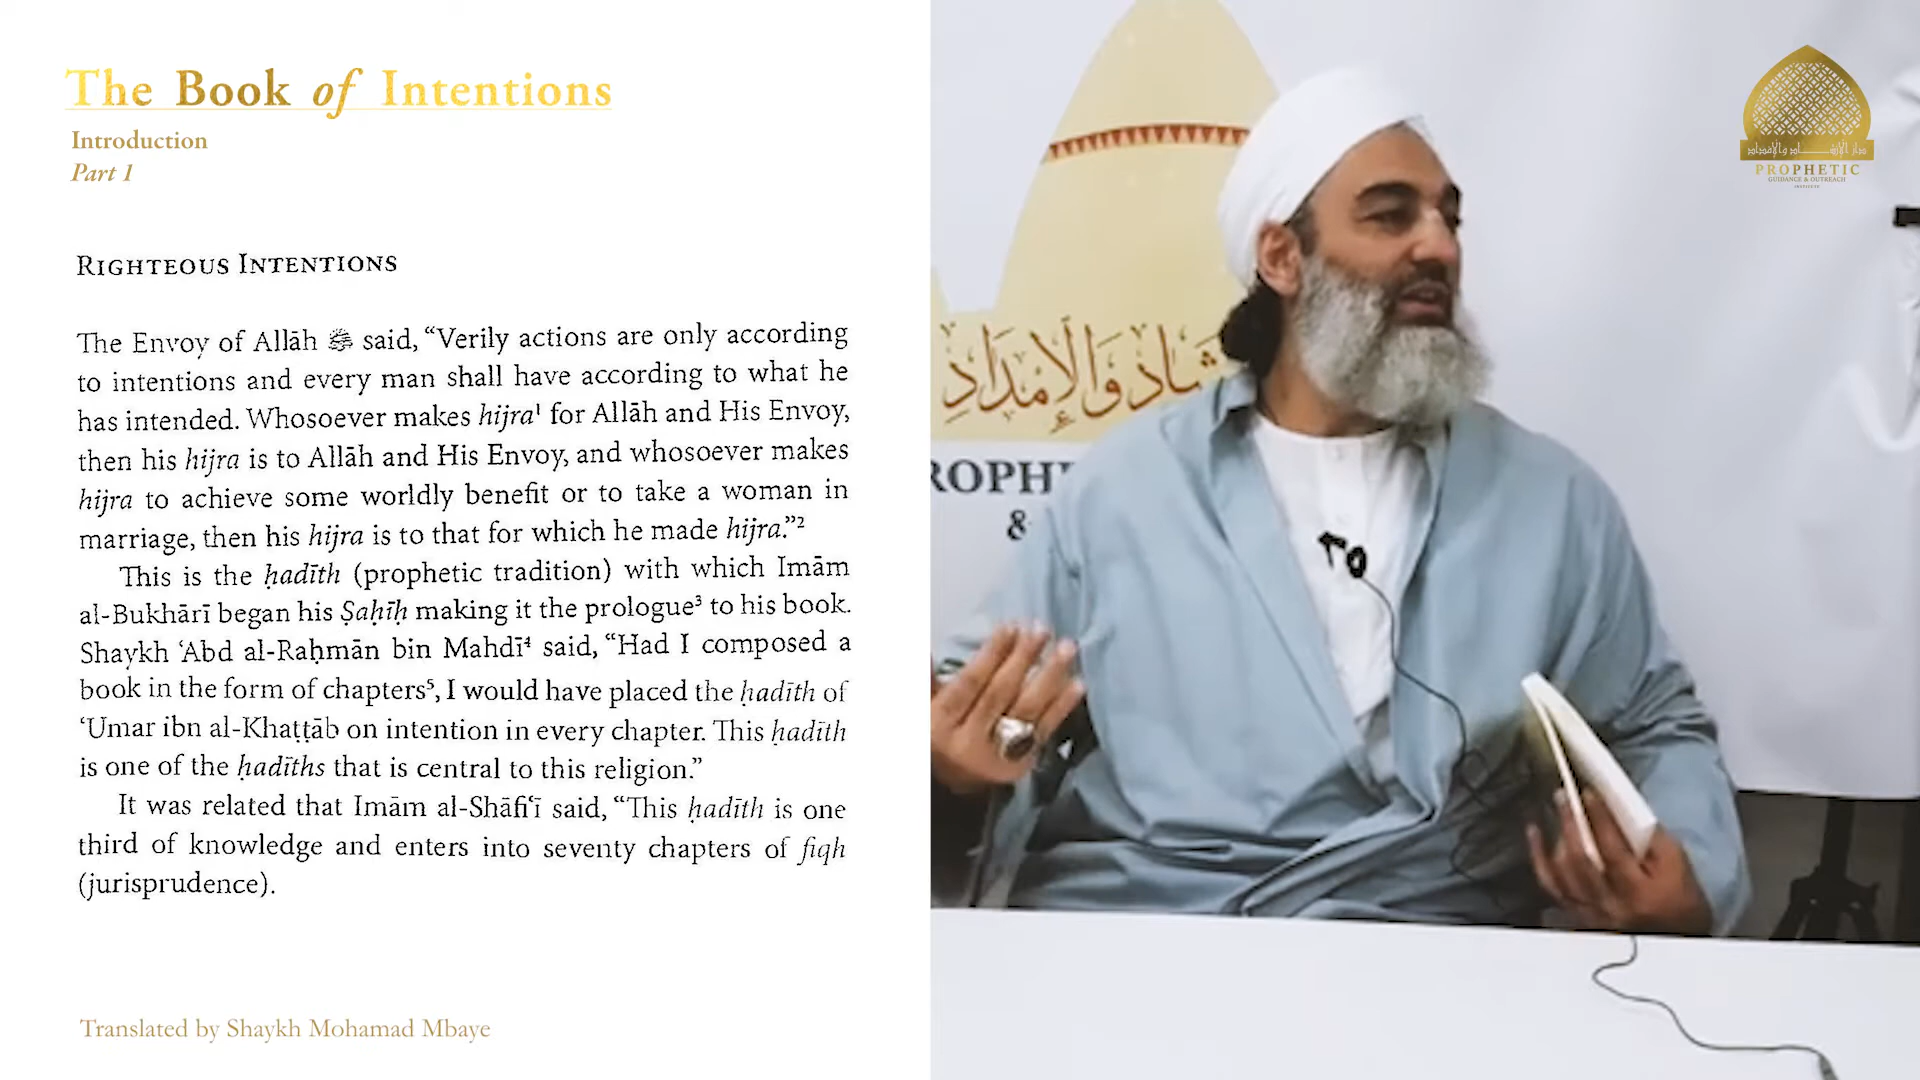 The Book of Intentions
Introduction
Part 1
RIGHTEOUS INTENTIONS
The Envoy of Allāh ﷺ said, “Verily actions are only according
to intentions and every man shall have according to what he
has intended. Whosoever makes hijra¹ for Allāh and His Envoy,
then his hijra is to Allāh and His Envoy, and whosoever makes
hijra to achieve some worldly benefit or to take a woman in
marriage, then his hijra is to that for which he made hijra.”²
This is the ḥadīth (prophetic tradition) with which Imām
al-Bukhārī began his Ṣaḥīḥ making it the prologue³ to his book.
Shaykh ‘Abd al-Raḥmān bin Mahdī⁴ said, “Had I composed a
book in the form of chapters⁵, I would have placed the ḥadīth of
‘Umar ibn al-Khaṭṭāb on intention in every chapter. This ḥadīth
is one of the ḥadīths that is central to this religion.”
It was related that Imām al-Shāfi‘ī said, “This ḥadīth is one
third of knowledge and enters into seventy chapters of fiqh
(jurisprudence).
Translated by Shaykh Mohamad Mbaye
دار الإرشاد والإمداد
PROPHETIC
GUIDANCE & OUTREACH
INSTITUTE
شاد والإمداد
ROPHE
&